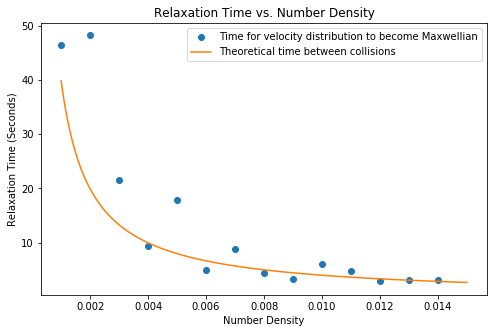 Relaxation Time vs. Number Density
Time for velocity distribution to become Maxwellian
Theoretical time between collisions
Relaxation Time (Seconds)
50
40
30
20
10
0.002 0.004 0.006 0.008 0.010 0.012 0.014
Number Density